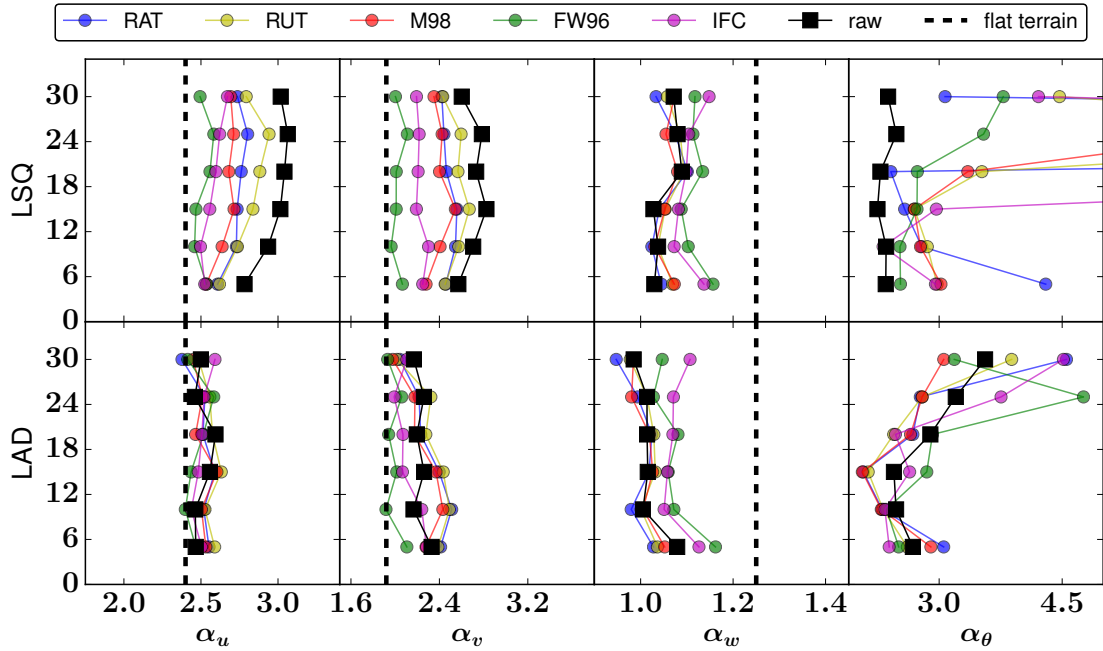 RAT RUT M98 FW96 IFC raw flat terrain
LSQ
30
24
18
12
6
0
LAD
30
24
18
12
6
0
2.0 2.5 3.0 1.6 2.4 3.2 1.0 1.2 1.4 3.0 4.5
α_u α_v α_w α_θ